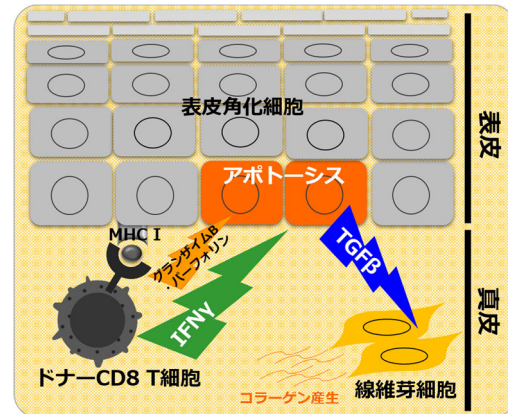 表皮角化細胞
アポトーシス
表皮
MHC I
グランザイムB
・パーフォリン
IFNγ
TGFβ
真皮
ドナーCD8 T細胞
コラーゲン産生
線維芽細胞